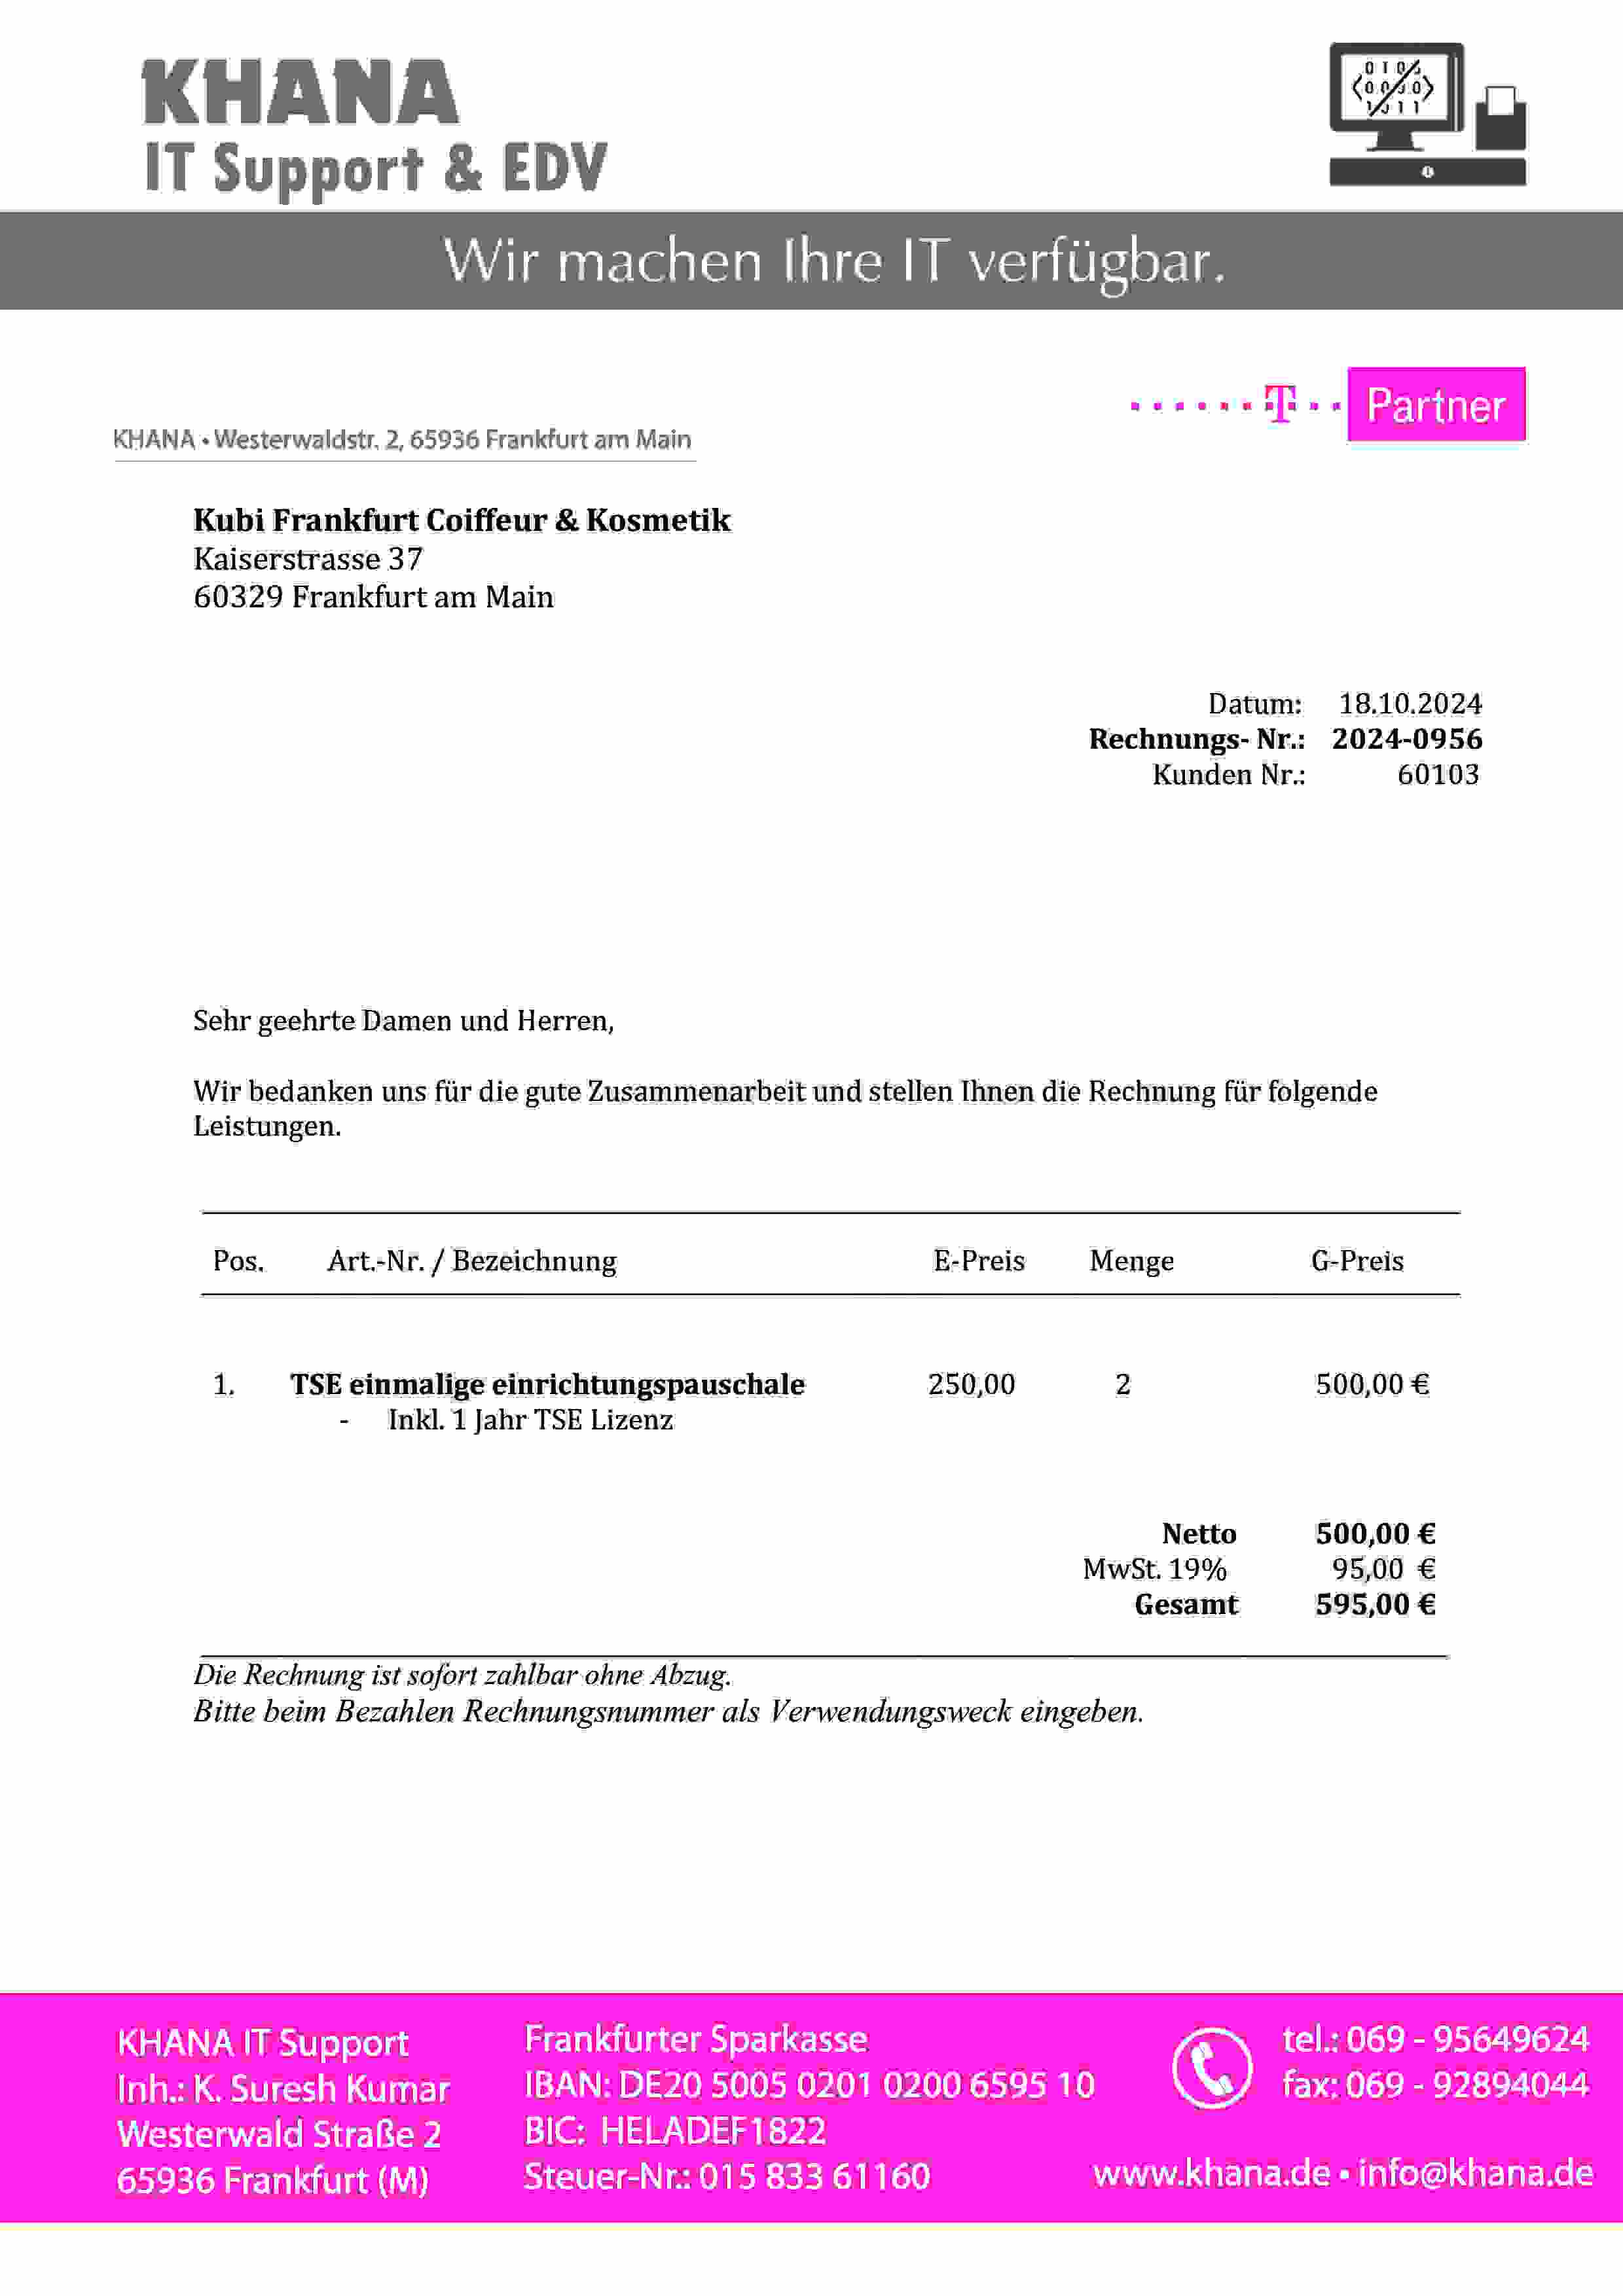 KHANA
IT Support & EDV
Wir machen Ihre IT verfügbar.
T Partner
KHANA • Westerwaldstr. 2, 65936 Frankfurt am Main
Kubi Frankfurt Coiffeur & Kosmetik
Kaiserstrasse 37
60329 Frankfurt am Main
Datum: 18.10.2024
Rechnungs- Nr.: 2024-0956
Kunden Nr.: 60103
Sehr geehrte Damen und Herren,
Wir bedanken uns für die gute Zusammenarbeit und stellen Ihnen die Rechnung für folgende
Leistungen.
Pos. Art.-Nr. / Bezeichnung E-Preis Menge G-Preis
1. TSE einmalige einrichtungspauschale 250,00 2 500,00 €
- Inkl. 1 Jahr TSE Lizenz
Netto 500,00 €
MwSt. 19% 95,00 €
Gesamt 595,00 €
Die Rechnung ist sofort zahlbar ohne Abzug.
Bitte beim Bezahlen Rechnungsnummer als Verwendungsweck eingeben.
KHANA IT Support
Inh.: K. Suresh Kumar
Westerwald Straße 2
65936 Frankfurt (M)
Frankfurter Sparkasse
IBAN: DE20 5005 0201 0200 6595 10
BIC: HELADEF1822
Steuer-Nr.: 015 833 61160
tel.: 069 - 95649624
fax: 069 - 92894044
www.khana.de • info@khana.de